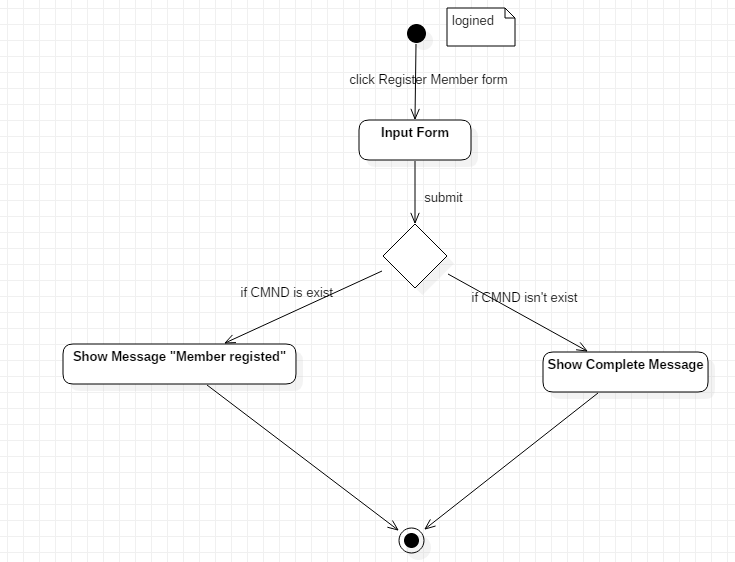 logined
click Register Member form
Input Form
submit
if CMND is exist
if CMND isn't exist
Show Message "Member registed"
Show Complete Message